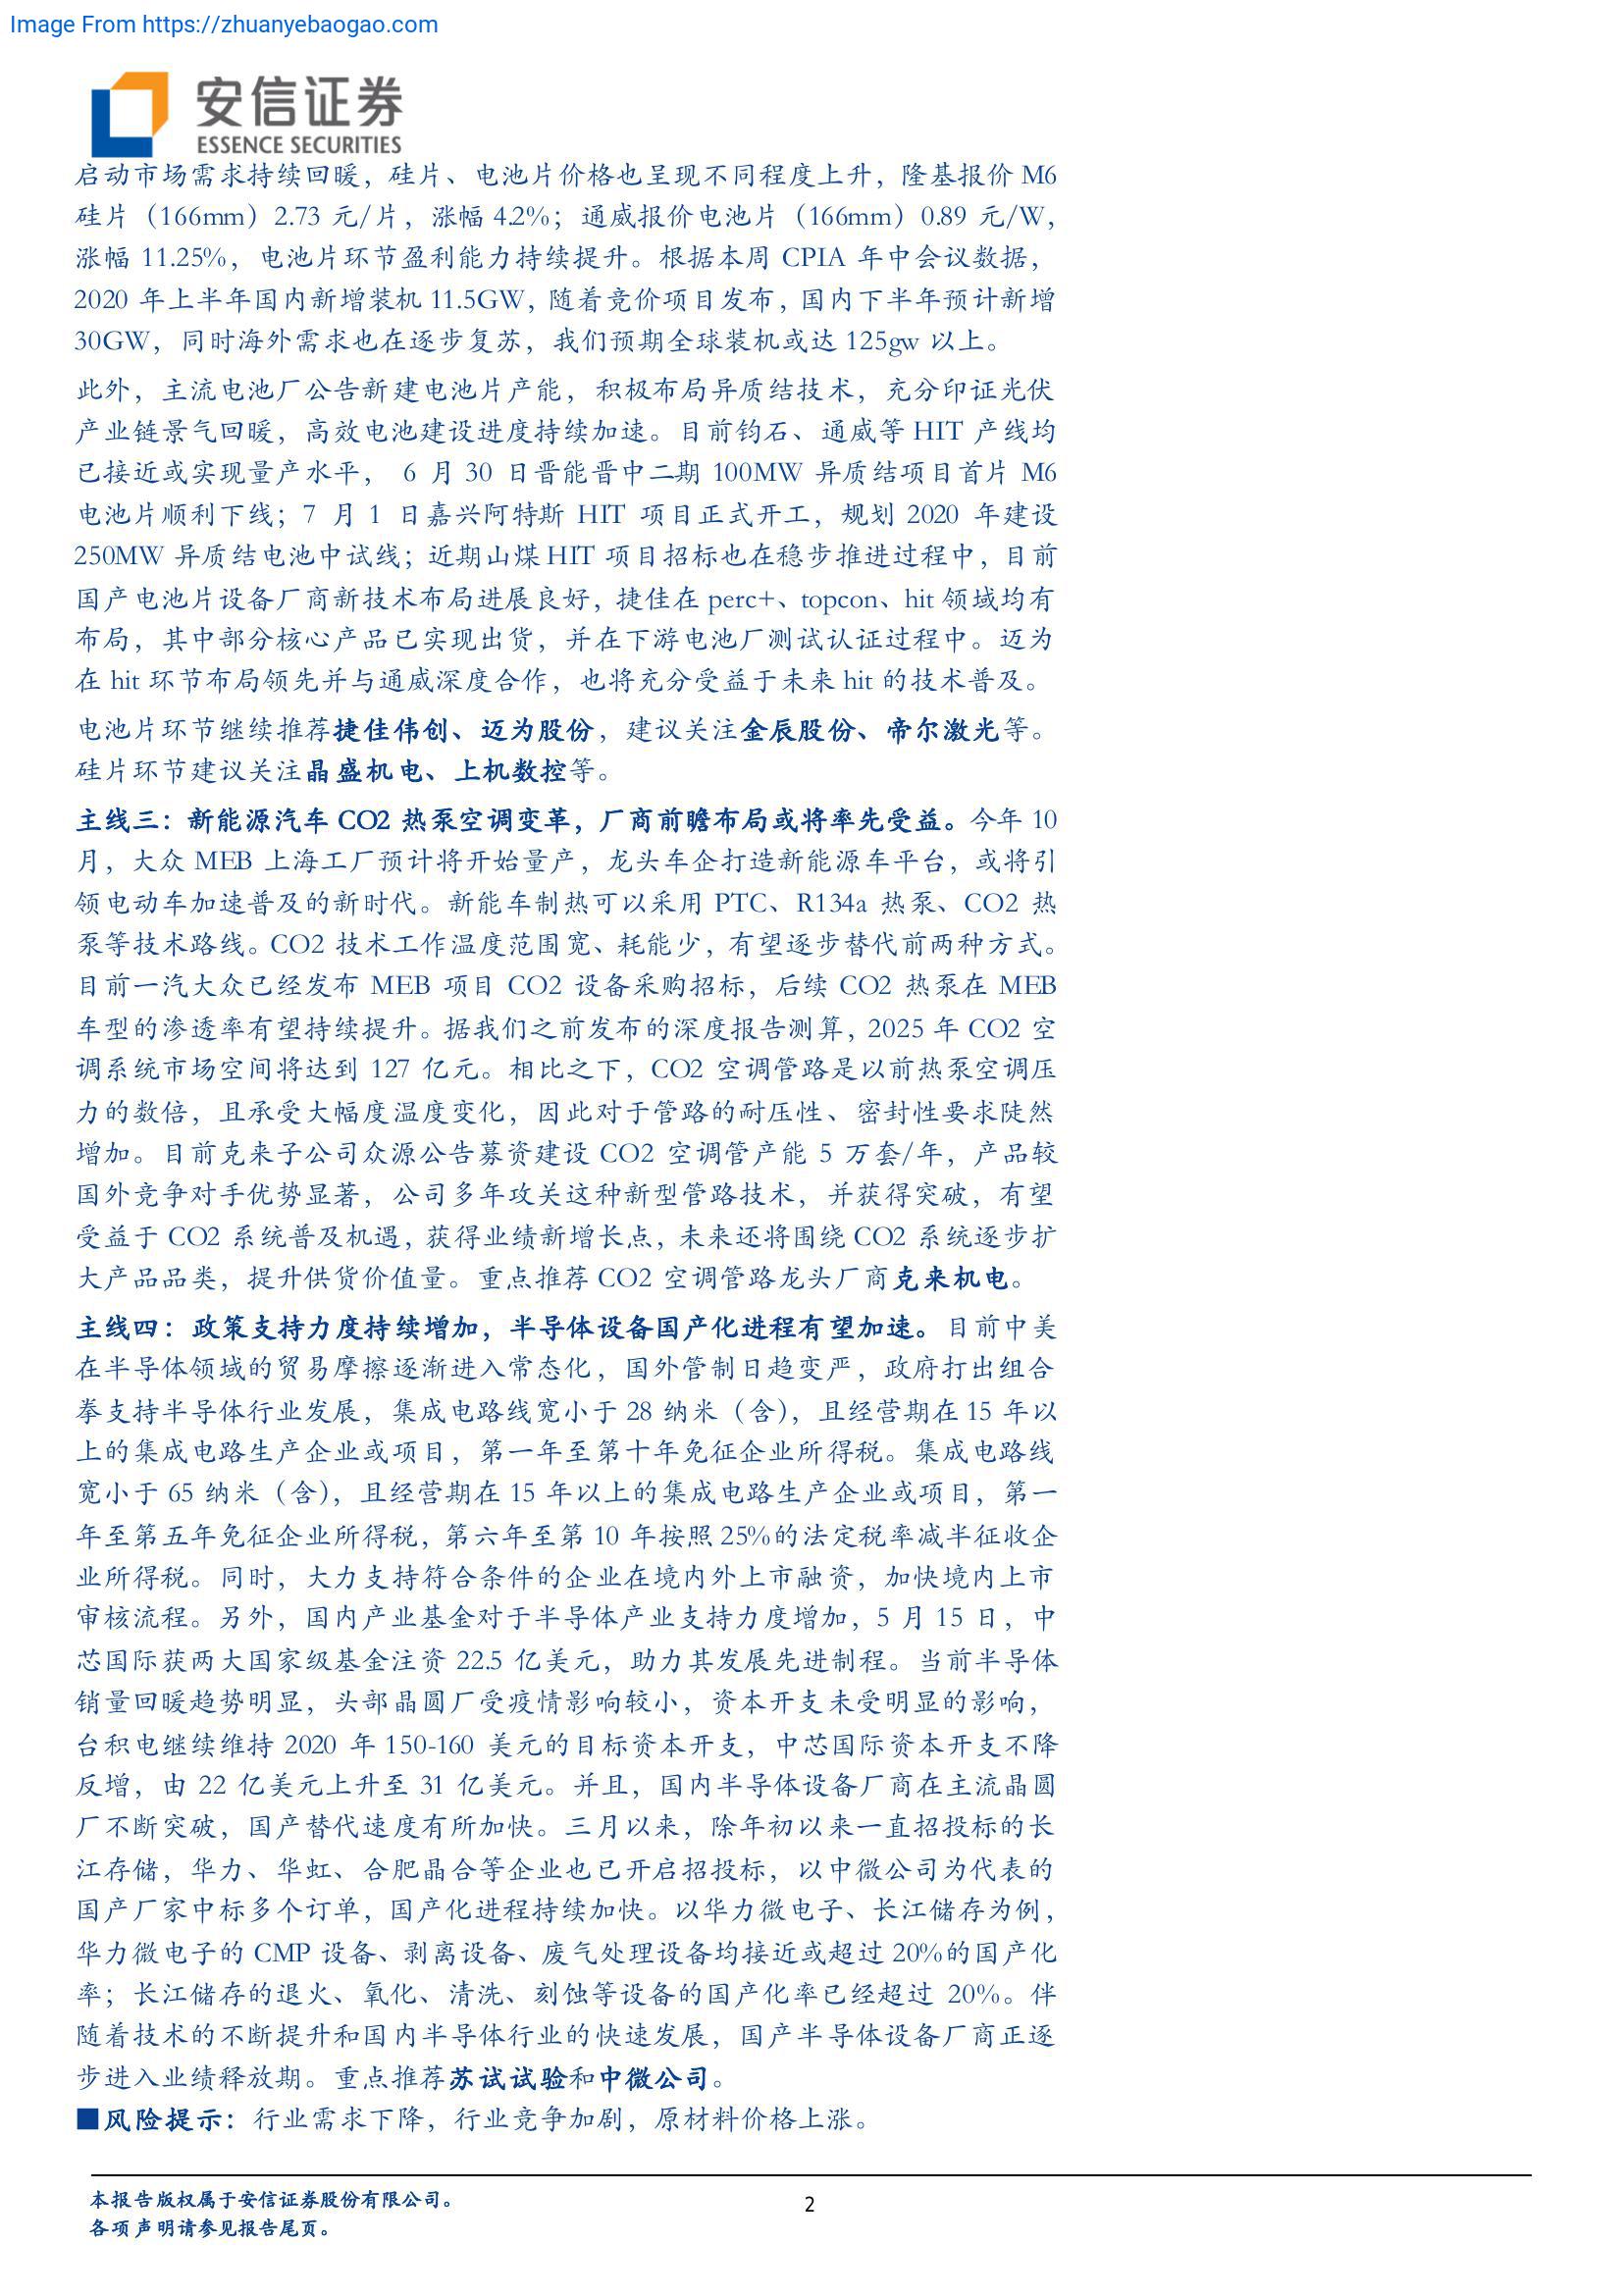 Image From https://zhuanyebaogao.com
安信证券
ESSENCE SECURITIES
启动市场需求持续回暖，硅片、电池片价格也呈现不同程度上升，隆基报价 M6
硅片（166mm）2.73 元/片，涨幅 4.2%；通威报价电池片（166mm）0.89 元/W，
涨幅 11.25%，电池片环节盈利能力持续提升。根据本周 CPIA 年中会议数据，
2020 年上半年国内新增装机 11.5GW，随着竞价项目发布，国内下半年预计新增
30GW，同时海外需求也在逐步复苏，我们预期全球装机或达 125gw 以上。
此外，主流电池厂公告新建电池片产能，积极布局异质结技术，充分印证光伏
产业链景气回暖，高效电池建设进度持续加速。目前钧石、通威等 HIT 产线均
已接近或实现量产水平， 6 月 30 日晋能晋中二期 100MW 异质结项目首片 M6
电池片顺利下线；7 月 1 日嘉兴阿特斯 HIT 项目正式开工，规划 2020 年建设
250MW 异质结电池中试线；近期山煤 HIT 项目招标也在稳步推进过程中，目前
国产电池片设备厂商新技术布局进展良好，捷佳在 perc+、topcon、hit 领域均有
布局，其中部分核心产品已实现出货，并在下游电池厂测试认证过程中。迈为
在 hit 环节布局领先并与通威深度合作，也将充分受益于未来 hit 的技术普及。
电池片环节继续推荐捷佳伟创、迈为股份，建议关注金辰股份、帝尔激光等。
硅片环节建议关注晶盛机电、上机数控等。
主线三：新能源汽车 CO2 热泵空调变革，厂商前瞻布局或将率先受益。今年 10
月，大众 MEB 上海工厂预计将开始量产，龙头车企打造新能源车平台，或将引
领电动车加速普及的新时代。新能车制热可以采用 PTC、R134a 热泵、CO2 热
泵等技术路线。CO2 技术工作温度范围宽、耗能少，有望逐步替代前两种方式。
目前一汽大众已经发布 MEB 项目 CO2 设备采购招标，后续 CO2 热泵在 MEB
车型的渗透率有望持续提升。据我们之前发布的深度报告测算，2025 年 CO2 空
调系统市场空间将达到 127 亿元。相比之下，CO2 空调管路是以前热泵空调压
力的数倍，且承受大幅度温度变化，因此对于管路的耐压性、密封性要求陡然
增加。目前克来子公司众源公告募资建设 CO2 空调管产能 5 万套/年，产品较
国外竞争对手优势显著，公司多年攻关这种新型管路技术，并获得突破，有望
受益于 CO2 系统普及机遇，获得业绩新增长点，未来还将围绕 CO2 系统逐步扩
大产品品类，提升供货价值量。重点推荐 CO2 空调管路龙头厂商克来机电。
主线四：政策支持力度持续增加，半导体设备国产化进程有望加速。目前中美
在半导体领域的贸易摩擦逐渐进入常态化，国外管制日趋变严，政府打出组合
拳支持半导体行业发展，集成电路线宽小于 28 纳米（含），且经营期在 15 年以
上的集成电路生产企业或项目，第一年至第十年免征企业所得税。集成电路线
宽小于 65 纳米（含），且经营期在 15 年以上的集成电路生产企业或项目，第一
年至第五年免征企业所得税，第六年至第 10 年按照 25%的法定税率减半征收企
业所得税。同时，大力支持符合条件的企业在境内外上市融资，加快境内上市
审核流程。另外，国内产业基金对于半导体产业支持力度增加，5 月 15 日，中
芯国际获两大国家级基金注资 22.5 亿美元，助力其发展先进制程。当前半导体
销量回暖趋势明显，头部晶圆厂受疫情影响较小，资本开支未受明显的影响，
台积电继续维持 2020 年 150-160 美元的目标资本开支，中芯国际资本开支不降
反增，由 22 亿美元上升至 31 亿美元。并且，国内半导体设备厂商在主流晶圆
厂不断突破，国产替代速度有所加快。三月以来，除年初以来一直招投标的长
江存储，华力、华虹、合肥晶合等企业也已开启招投标，以中微公司为代表的
国产厂家中标多个订单，国产化进程持续加快。以华力微电子、长江储存为例，
华力微电子的 CMP 设备、剥离设备、废气处理设备均接近或超过 20%的国产化
率；长江储存的退火、氧化、清洗、刻蚀等设备的国产化率已经超过 20%。伴
随着技术的不断提升和国内半导体行业的快速发展，国产半导体设备厂商正逐
步进入业绩释放期。重点推荐苏试试验和中微公司。
■风险提示：行业需求下降，行业竞争加剧，原材料价格上涨。
本报告版权属于安信证券股份有限公司。
各项声明请参见报告尾页。
2